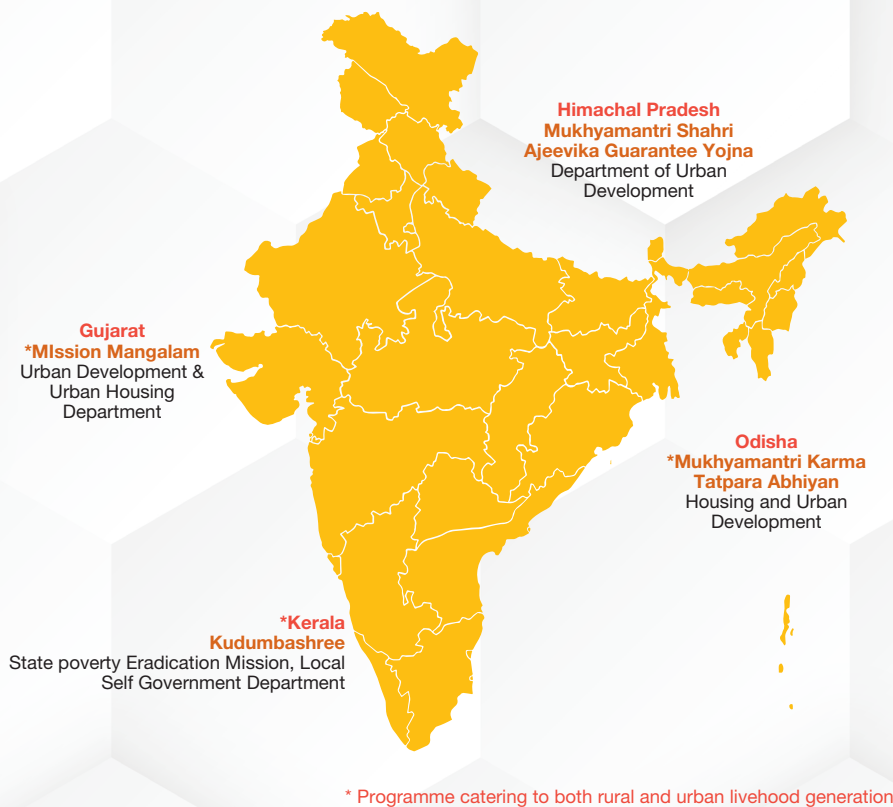 Himachal Pradesh
Mukhyamantri Shahri
Ajeevika Guarantee Yojna
Department of Urban
Development
Gujarat
*MIssion Mangalam
Urban Development &
Urban Housing
Department
Odisha
*Mukhyamantri Karma
Tatpara Abhiyan
Housing and Urban
Development
*Kerala
Kudumbashree
State poverty Eradication Mission, Local
Self Government Department
* Programme catering to both rural and urban livehood generation